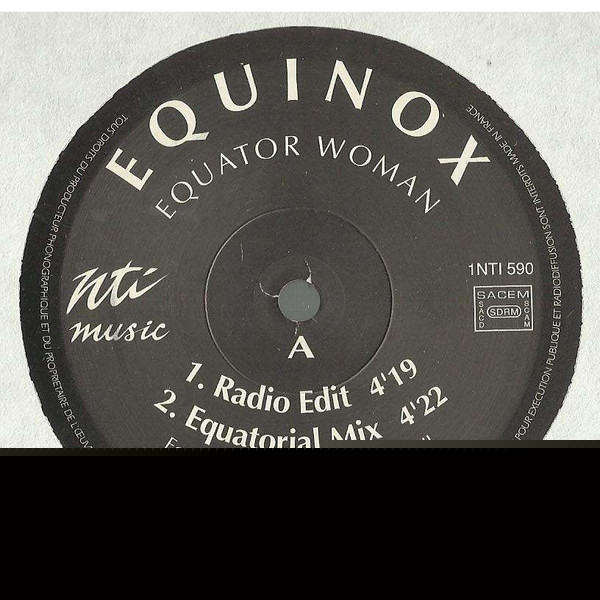 EQUINOX
EQUATOR WOMAN
TOUS DROITS DU PRODUCTEUR PHONOGRAPHIQUE ET DU PROPRIETAIRE DE L'ŒUV
POUR EXECUTION PUBLIQUE ET RADIODIFFUSION SONT INTERDITS MADE IN FRANCE
nti
music
1NTI 590
SACEM
SACD
SDRM
SCAM
A
1. Radio Edit 4'19
2. Equatorial Mix 4'22